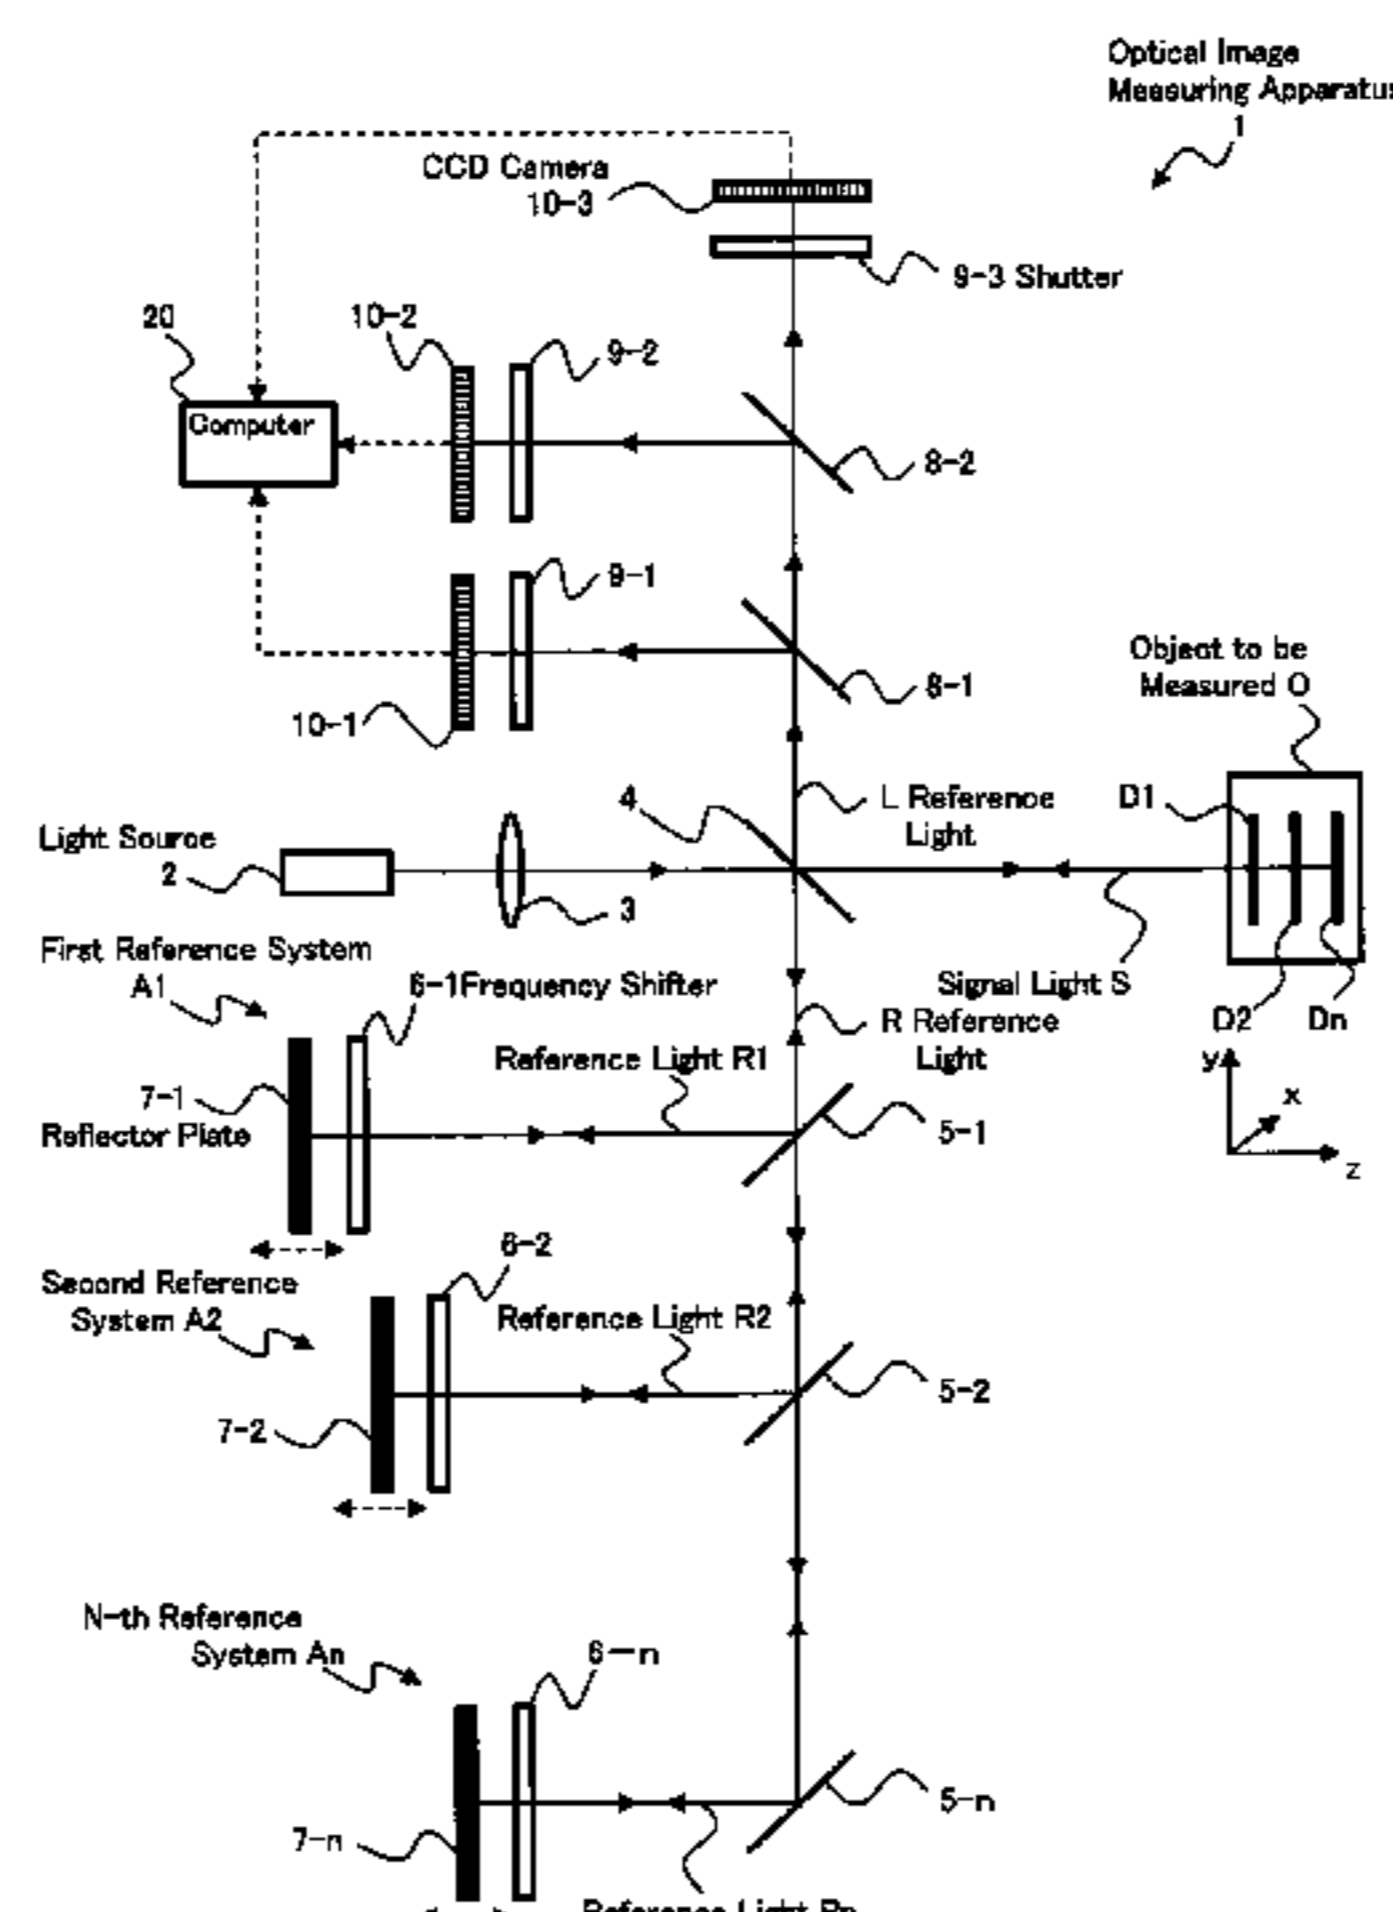 Optical Image
Measuring Apparatus
1
CCD Camera
10-3
9-3 Shutter
20
10-2
9-2
Computer
8-2
9-1
10-1
8-1
Object to be
Measured O
4
L Reference
Light
D1
Light Source
2
3
First Reference System
A1
6-1Frequency Shifter
Signal Light S
D2
Dn
R Reference
Light
Reference Light R1
y
x
z
7-1
Reflector Plate
5-1
6-2
Second Reference
System A2
Reference Light R2
5-2
7-2
N-th Reference
System An
6-n
5-n
7-n
Reference Light Rn